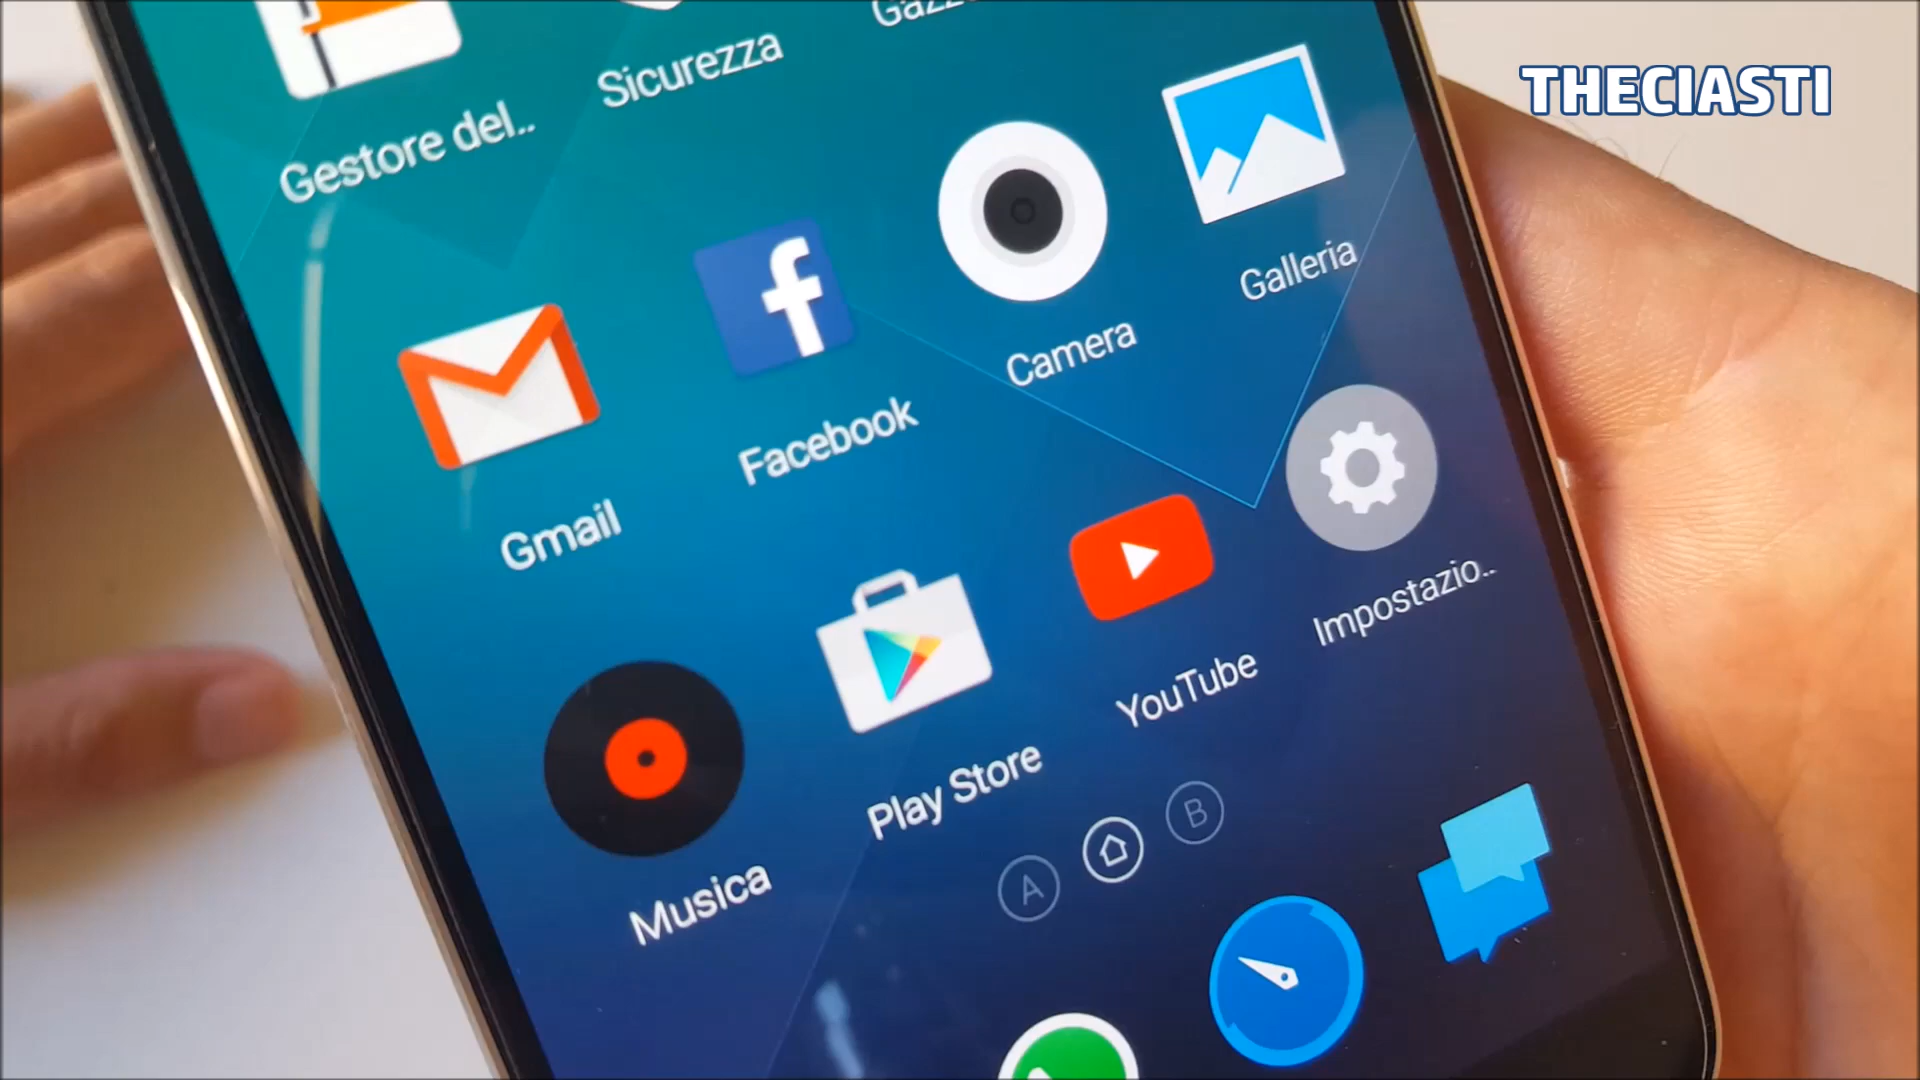 THECIASTI
Gestore del..
Sicurezza
Gmail
Facebook
Camera
Galleria
Musica
Play Store
YouTube
Impostazio..
A
B